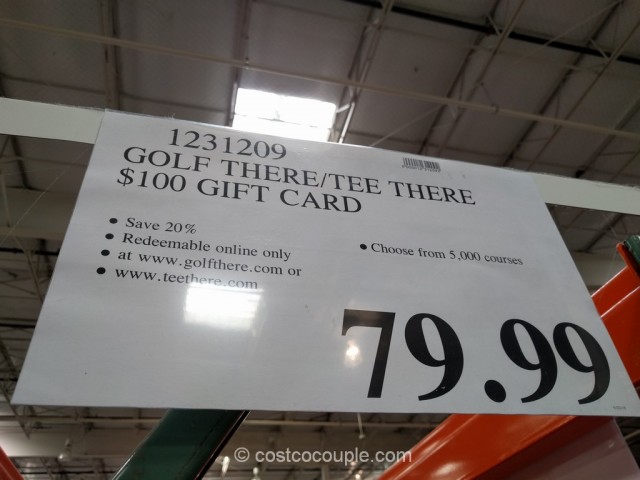 1231209
GOLF THERE/TEE THERE
$100 GIFT CARD
• Save 20%
• Redeemable online only
• at www.golfthere.com or
• www.teethere.com
• Choose from 5,000 courses
79.99
© costcocouple.com